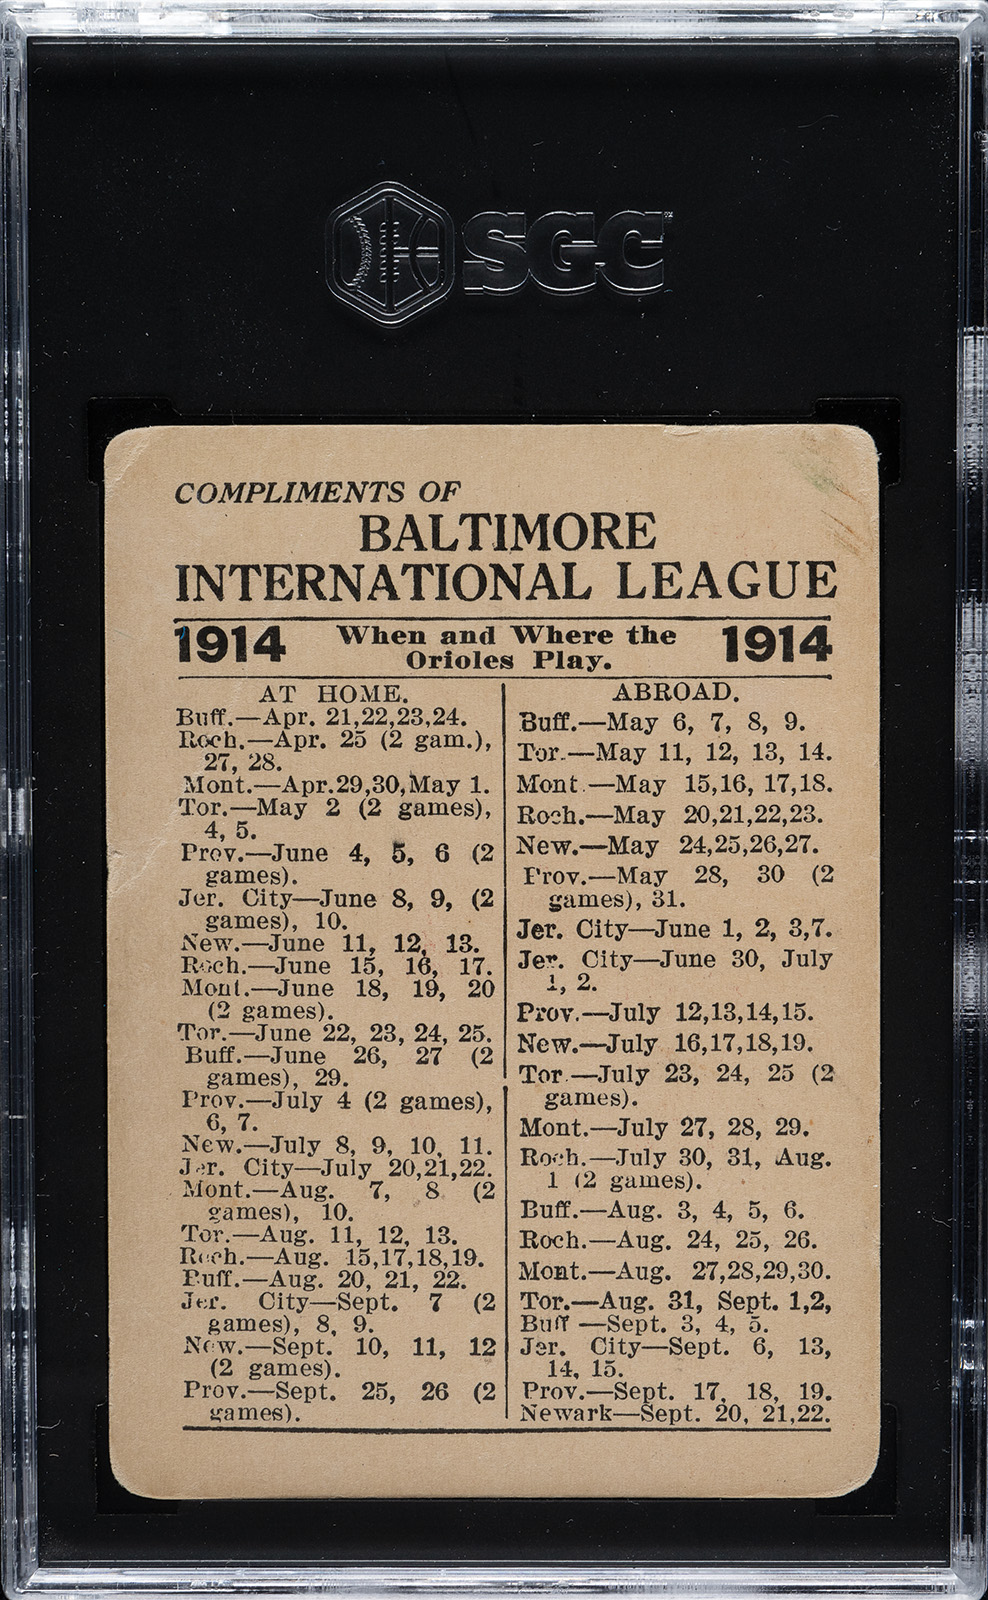 SGC
COMPLIMENTS OF
BALTIMORE
INTERNATIONAL LEAGUE
1914 When and Where the 1914
Orioles Play.
AT HOME.
Buff.—Apr. 21,22,23,24.
Roch.—Apr. 25 (2 gam.),
27, 28.
Mont.—Apr.29,30,May 1.
Tor.—May 2 (2 games),
4, 5.
Prov.—June 4, 5, 6 (2
games).
Jer. City—June 8, 9, (2
games), 10.
New.—June 11, 12, 13.
Roch.—June 15, 16, 17.
Mont.—June 18, 19, 20
(2 games).
Tor.—June 22, 23, 24, 25.
Buff.—June 26, 27 (2
games), 29.
Prov.—July 4 (2 games),
6, 7.
New.—July 8, 9, 10, 11.
Jer. City—July 20,21,22.
Mont.—Aug. 7, 8 (2
games), 10.
Tor.—Aug. 11, 12, 13.
Roch.—Aug. 15,17,18,19.
Buff.—Aug. 20, 21, 22.
Jer. City—Sept. 7 (2
games), 8, 9.
New.—Sept. 10, 11, 12
(2 games).
Prov.—Sept. 25, 26 (2
games).
ABROAD.
Buff.—May 6, 7, 8, 9.
Tor.—May 11, 12, 13, 14.
Mont.—May 15,16, 17,18.
Roch.—May 20,21,22,23.
New.—May 24,25,26,27.
Prov.—May 28, 30 (2
games), 31.
Jer. City—June 1, 2, 3,7.
Jer. City—June 30, July
1, 2.
Prov.—July 12,13,14,15.
New.—July 16,17,18,19.
Tor.—July 23, 24, 25 (2
games).
Mont.—July 27, 28, 29.
Roch.—July 30, 31, Aug.
1 (2 games).
Buff.—Aug. 3, 4, 5, 6.
Roch.—Aug. 24, 25, 26.
Mont.—Aug. 27,28,29,30.
Tor.—Aug. 31, Sept. 1,2,
Buff —Sept. 3, 4, 5.
Jer. City—Sept. 6, 13,
14, 15.
Prov.—Sept. 17, 18, 19.
Newark—Sept. 20, 21,22.